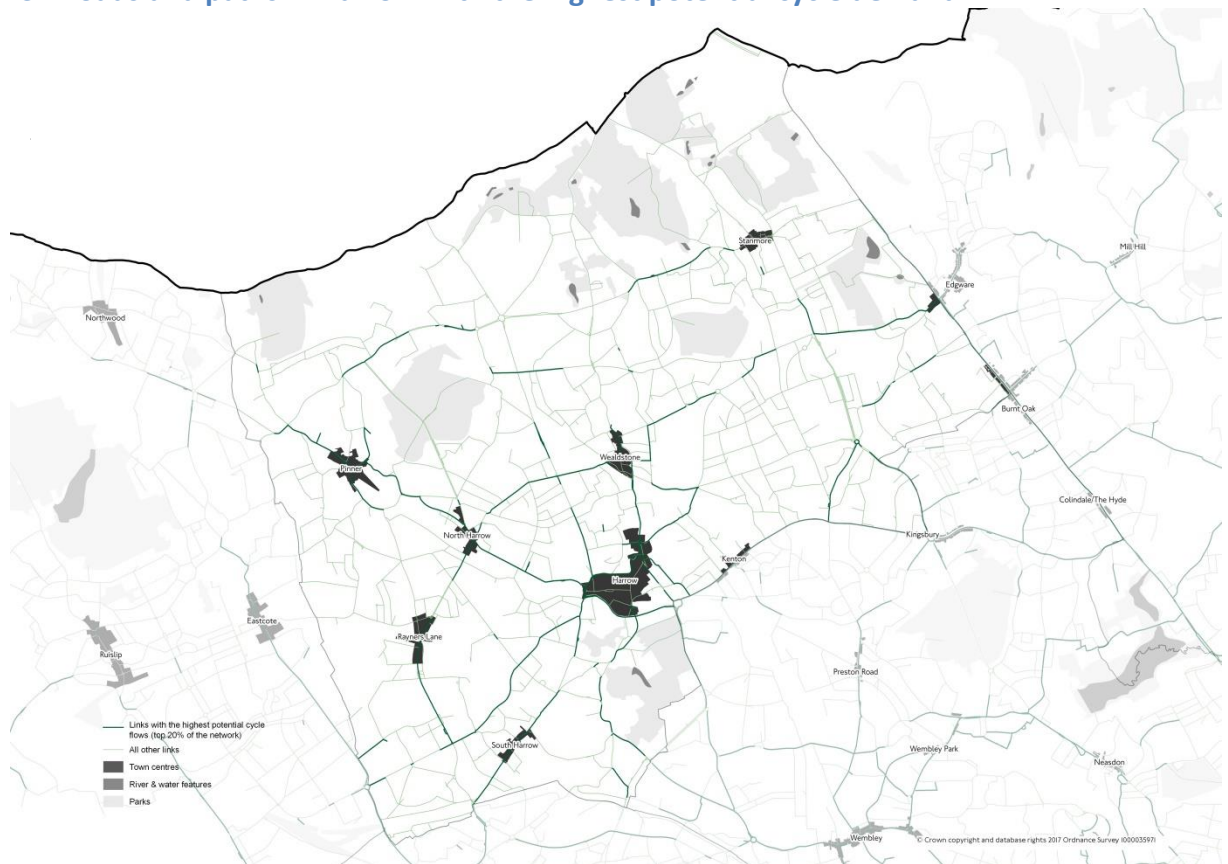 Stanmore
Mill Hill
Edgware
Northwood
Burnt Oak
Wealdstone
Pinner
Colindale/The Hyde
North Harrow
Kingsbury
Kenton
Harrow
Eastcote
Rayners Lane
Ruislip
Preston Road
Links with the highest potential cycle
flows (top 20% of the network)
All other links
South Harrow
Wembley Park
Town centres
Neasdon
River & water features
Parks
Wembley
© Crown copyright and database rights 2017 Ordnance Survey 100035971